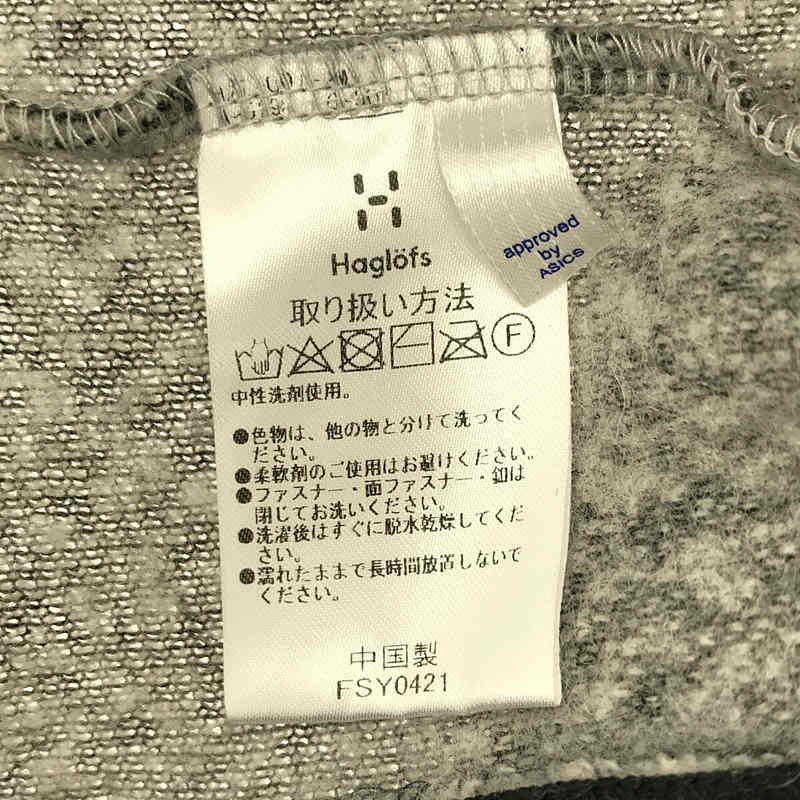 Haglöfs
approved
by
ASICS
取り扱い方法
F
中性洗剤使用。
●色物は、他の物と分けて洗ってく
ださい。
●柔軟剤のご使用はお避けください。
●ファスナー・面ファスナー・釦は
閉じてお洗いください。
●洗濯後はすぐに脱水乾燥してくだ
さい。
●濡れたままで長時間放置しないで
ください。
中国製
FSY0421